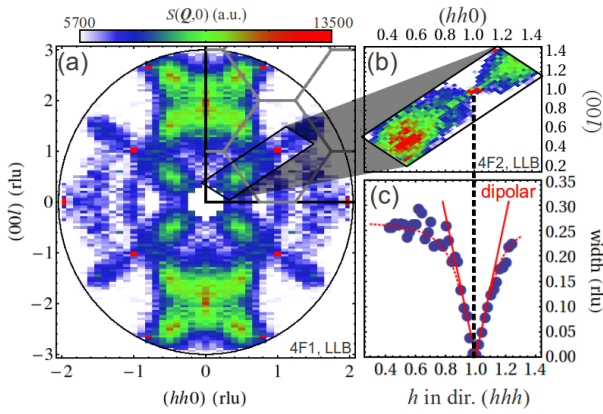 S(Q,0) (a.u.)
5700 13500
(a)
3
2
1
0
−1
−2
−3
(00l) (rlu)
−2 −1 0 1 2
(hh0) (rlu)
4F1, LLB
(hh0)
0.4 0.6 0.8 1.0 1.2 1.4
(b)
1.4
1.2
1.0
0.8
0.6
0.4
0.2
(00l)
4F2, LLB
(c)
dipolar
0.35
0.30
0.25
0.20
0.15
0.10
0.05
0.00
width (rlu)
0.4 0.6 0.8 1.0 1.2 1.4
h in dir. (hhh)